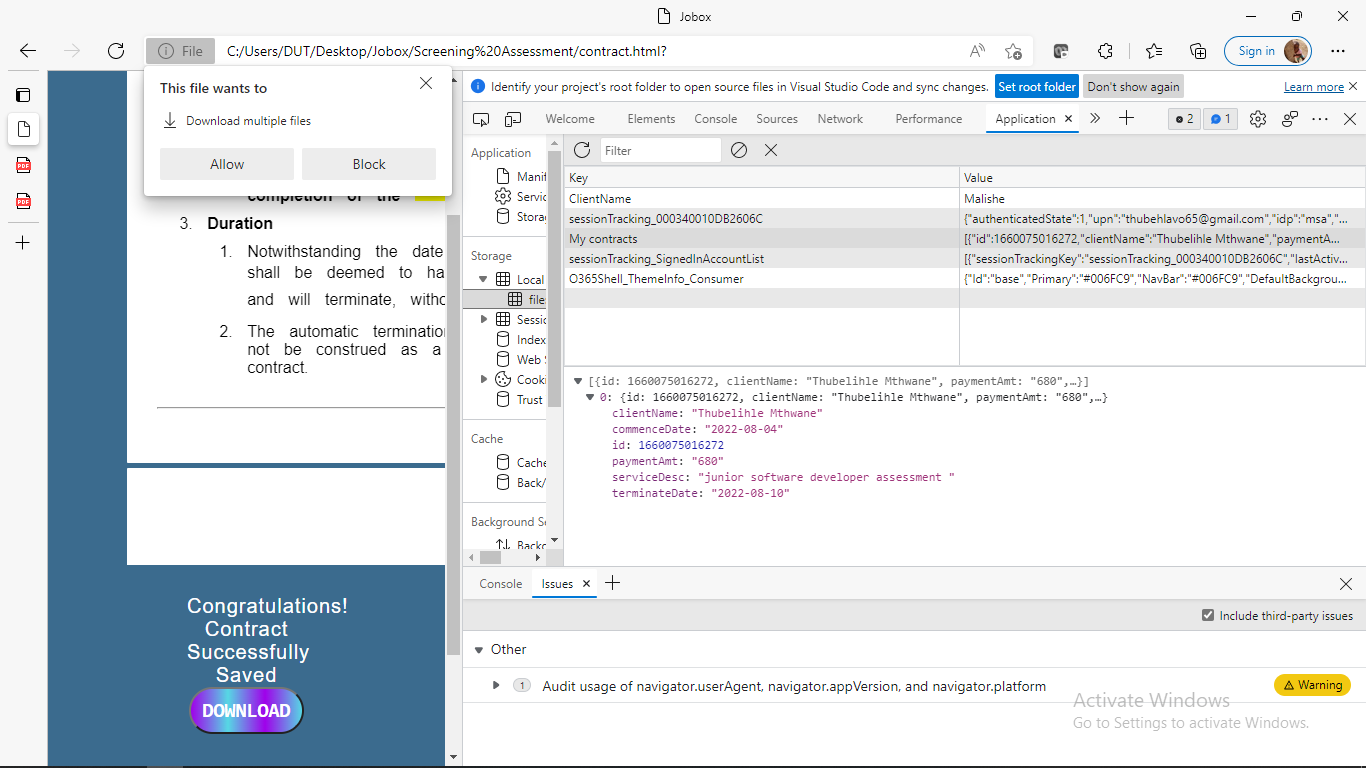 Jobox
File
C:/Users/DUT/Desktop/Jobox/Screening%20Assessment/contract.html?
Sign in
This file wants to
Download multiple files
Allow
Block
3. Duration
1. Notwithstanding the date
shall be deemed to ha
and will terminate, witho
2. The automatic termination
not be construed as a
contract.
Congratulations!
Contract
Successfully
Saved
DOWNLOAD
Identify your project's root folder to open source files in Visual Studio Code and sync changes.
Set root folder
Don't show again
Learn more
Welcome
Elements
Console
Sources
Network
Performance
Application
2
1
Application
Manif
Servic
Stora
Storage
Local
file
Sessic
Index
Web
Cooki
Trust
Cache
Cache
Back/
Background Se
Backg
Filter
Key
Value
ClientName
Malishe
sessionTracking_000340010DB2606C
{"authenticatedState":1,"upn":"thubehlavo65@gmail.com","idp":"msa","...
My contracts
[{"id":1660075016272,"clientName":"Thubelihle Mthwane","paymentA...
sessionTracking_SignedInAccountList
[{"sessionTrackingKey":"sessionTracking_000340010DB2606C","lastActiv...
O365Shell_ThemeInfo_Consumer
{"Id":"base","Primary":"#006FC9","NavBar":"#006FC9","DefaultBackgrou...
[{id: 1660075016272, clientName: "Thubelihle Mthwane", paymentAmt: "680",…}]
0: {id: 1660075016272, clientName: "Thubelihle Mthwane", paymentAmt: "680",…}
clientName: "Thubelihle Mthwane"
commenceDate: "2022-08-04"
id: 1660075016272
paymentAmt: "680"
serviceDesc: "junior software developer assessment "
terminateDate: "2022-08-10"
Console
Issues
Include third-party issues
Other
1
Audit usage of navigator.userAgent, navigator.appVersion, and navigator.platform
Warning
Activate Windows
Go to Settings to activate Windows.